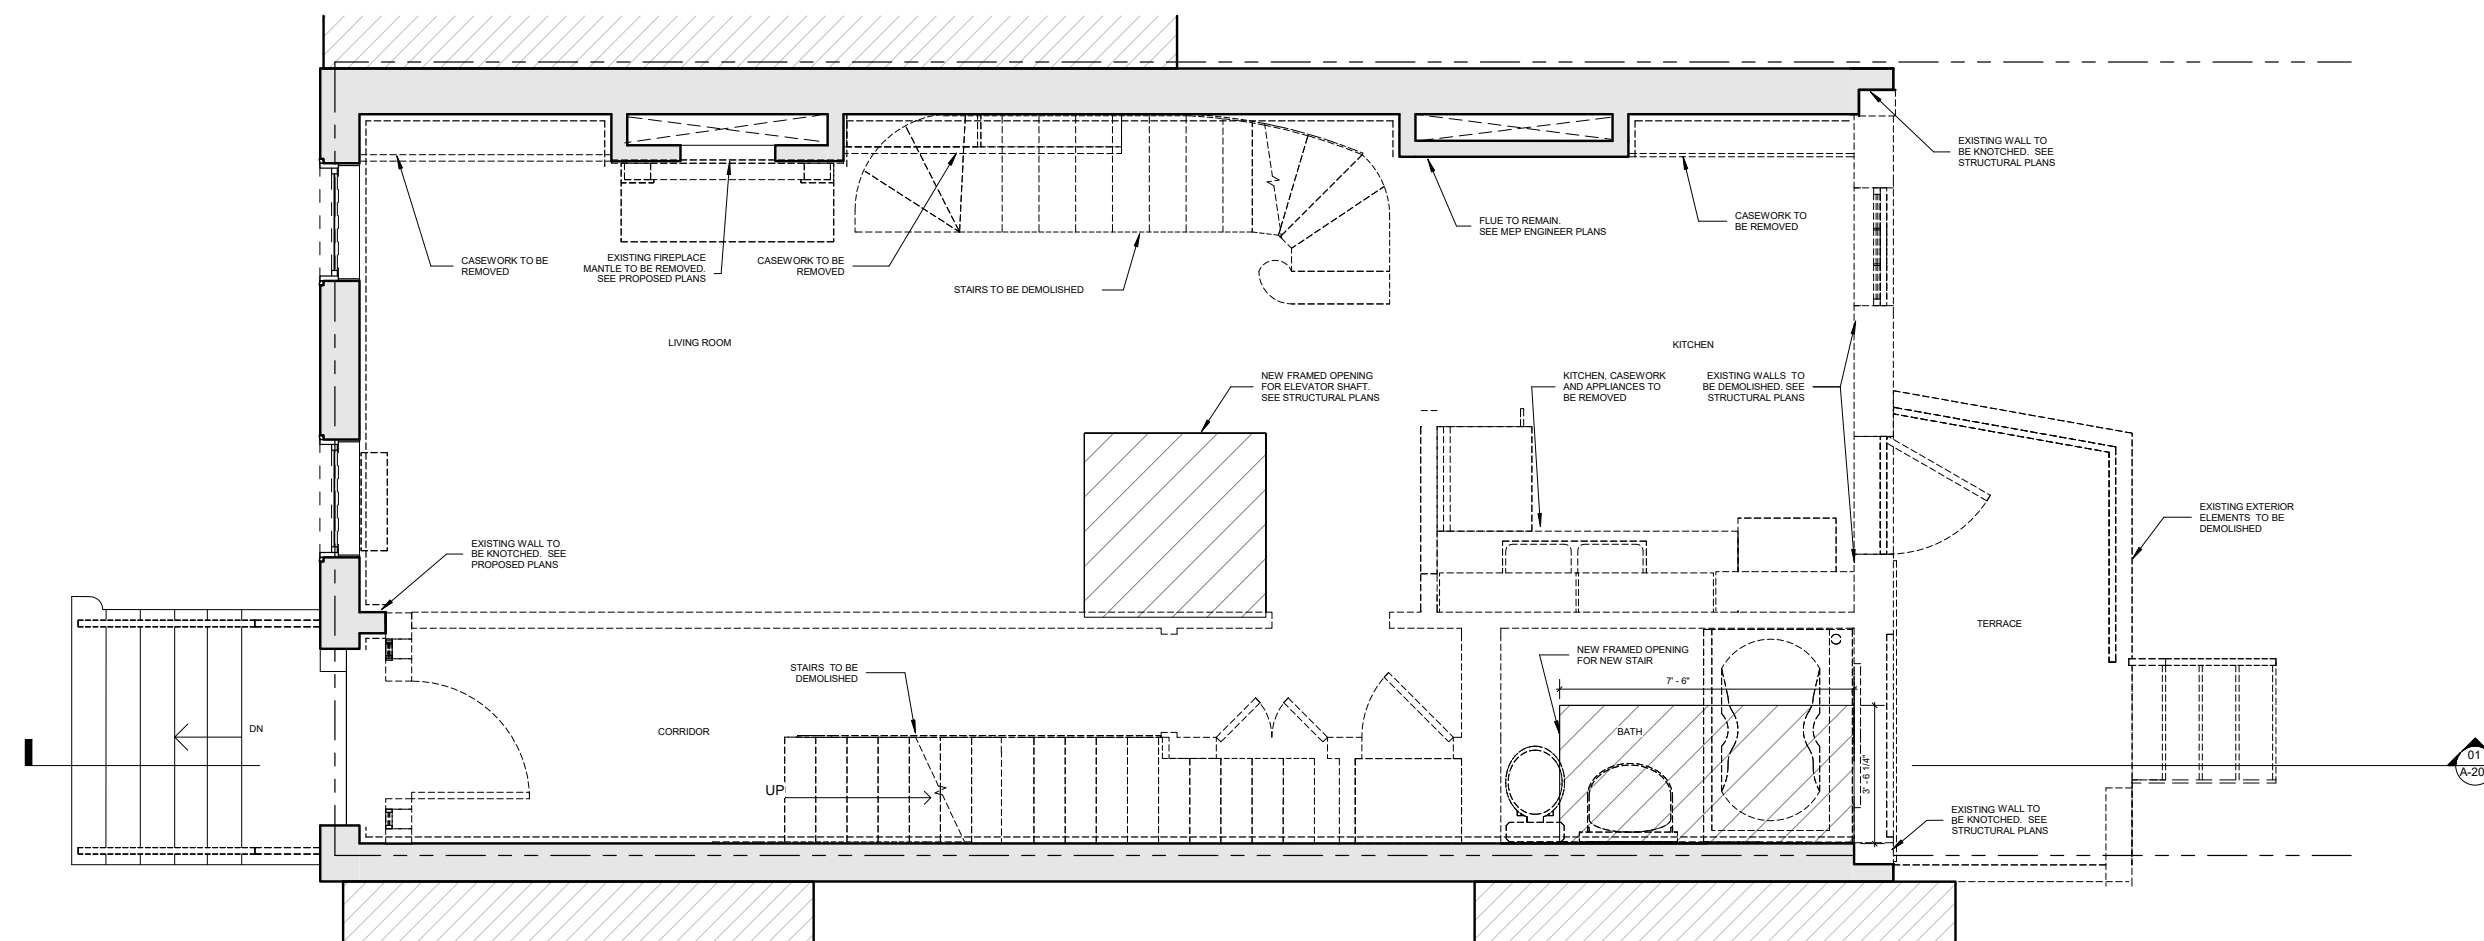 EXISTING WALL TO
BE KNOTCHED. SEE
STRUCTURAL PLANS
FLUE TO REMAIN.
SEE MEP ENGINEER PLANS
CASEWORK TO
BE REMOVED
CASEWORK TO BE
REMOVED
EXISTING FIREPLACE
MANTLE TO BE REMOVED.
SEE PROPOSED PLANS
CASEWORK TO BE
REMOVED
STAIRS TO BE DEMOLISHED
LIVING ROOM
KITCHEN
NEW FRAMED OPENING
FOR ELEVATOR SHAFT.
SEE STRUCTURAL PLANS
KITCHEN, CASEWORK
AND APPLIANCES TO
BE REMOVED
EXISTING WALLS TO
BE DEMOLISHED. SEE
STRUCTURAL PLANS
EXISTING EXTERIOR
ELEMENTS TO BE
DEMOLISHED
EXISTING WALL TO
BE KNOTCHED. SEE
PROPOSED PLANS
TERRACE
NEW FRAMED OPENING
FOR NEW STAIR
STAIRS TO BE
DEMOLISHED
7' - 6"
DN
CORRIDOR
BATH
3' - 6 1/4"
UP
01
A-20
EXISTING WALL TO
BE KNOTCHED. SEE
STRUCTURAL PLANS